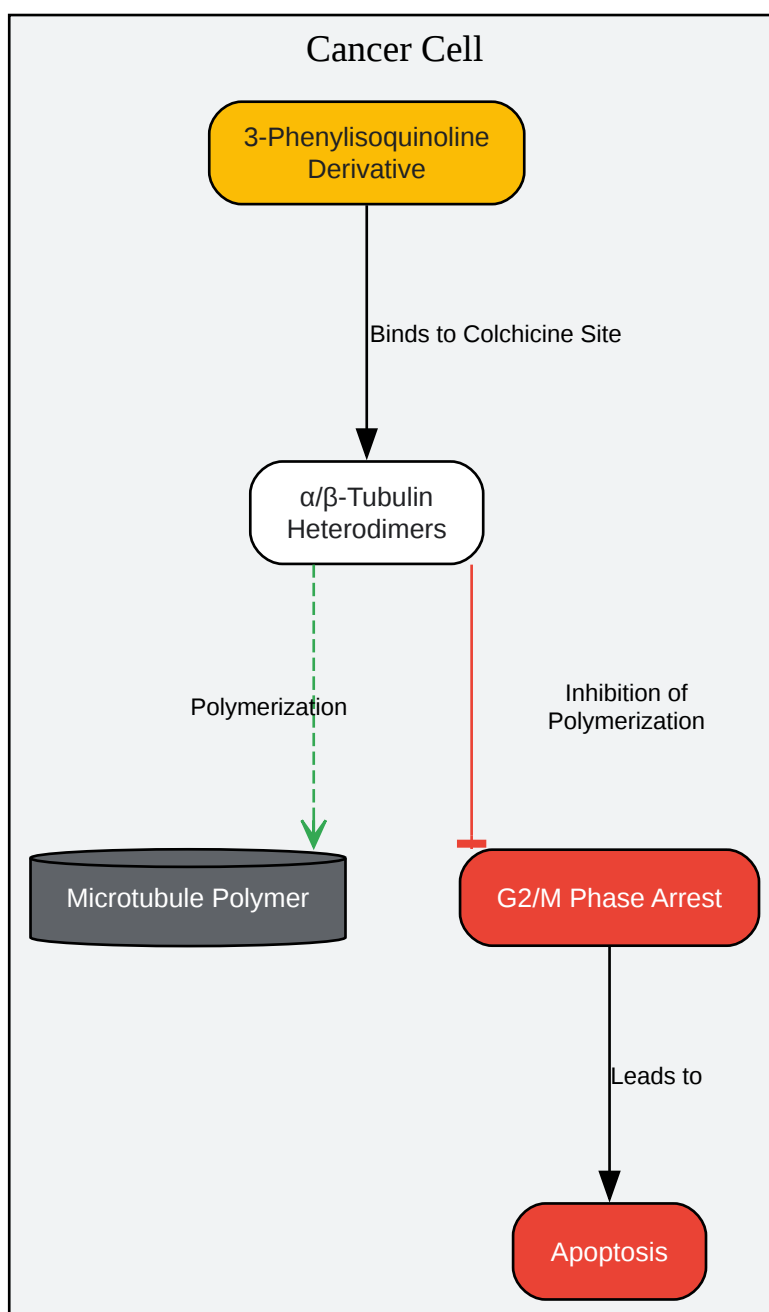 Cancer Cell
3-Phenylisoquinoline
Derivative
Binds to Colchicine Site
α/β-Tubulin
Heterodimers
Polymerization
Inhibition of
Polymerization
Microtubule Polymer
G2/M Phase Arrest
Leads to
Apoptosis